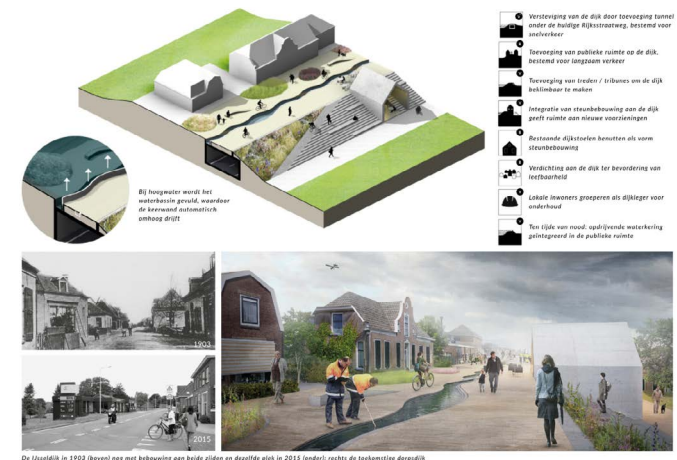 Versteviging van de dijk door toevoeging tunnel
onder de huidige Rijksstraatweg, bestemd voor
snelverkeer
Toevoeging van publieke ruimte op de dijk,
bestemd voor langzaam verkeer
Toevoeging van treden / tribunes om de dijk
beklimbaar te maken
Integratie van steunbebouwing aan de dijk
geeft ruimte aan nieuwe voorzieningen
Bestaande dijkstoelen benutten als vorm
steunbebouwing
Verdichting aan de dijk ter bevordering van
leefbaarheid
Lokale inwoners groeperen als dijkleger voor
onderhoud
Ten tijde van nood: opdrijvende waterkering
geïntegreerd in de publieke ruimte
Bij hoogwater wordt het
waterbassin gevuld, waardoor
de keerwand automatisch
omhoog drijft
1903
2015
De IJsseldijk in 1903 (boven) nog met bebouwing aan beide zijden en dezelfde plek in 2015 (onder); rechts de toekomstige dorpsdijk